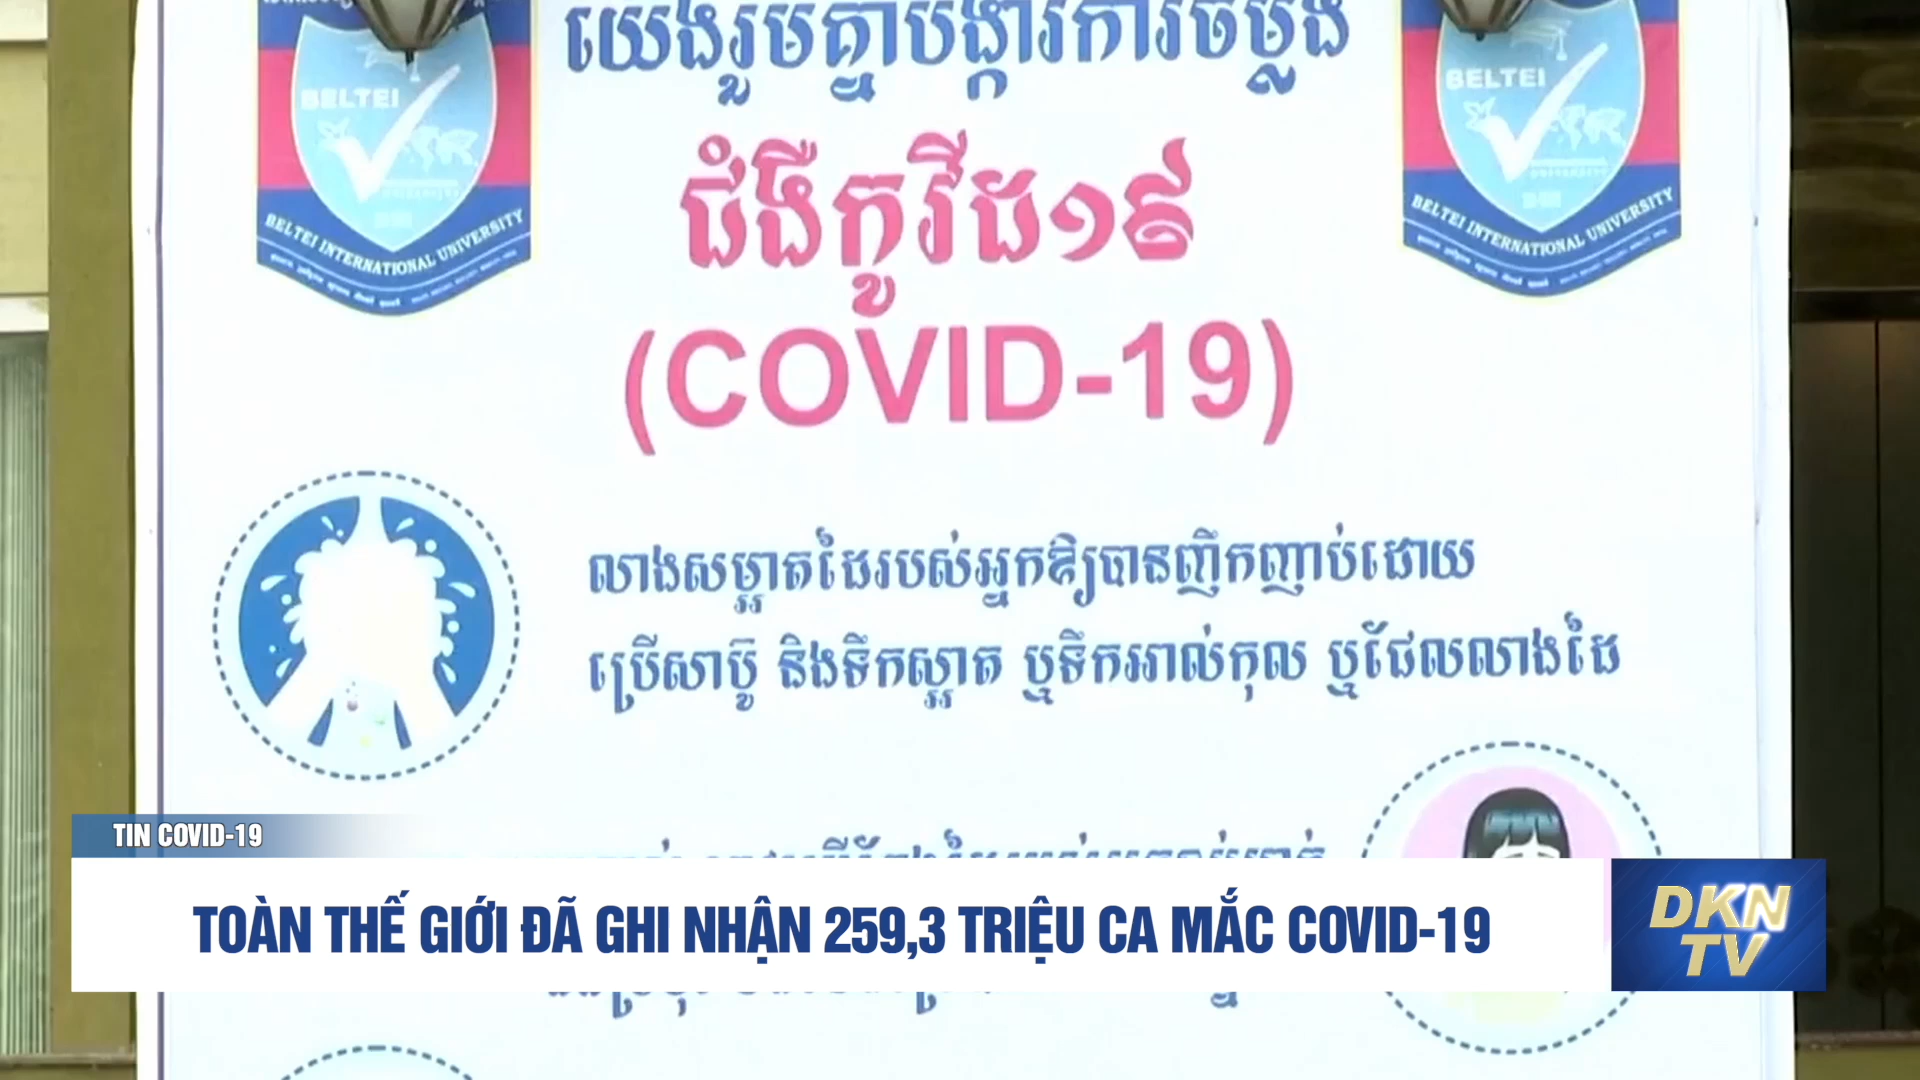 យើងរួមគ្នាបង្ការការចម្លង
ជំងឺកូវីដ១៩
(COVID-19)
BELTEI
BELTEI INTERNATIONAL UNIVERSITY
BELTEI
BELTEI INTERNATIONAL UNIVERSITY
លាងសម្អាតដៃរបស់អ្នកឱ្យបានញឹកញាប់ដោយ
ប្រើសាប៊ូ និងទឹកស្អាត ឬទឹកអាល់កុល ឬជែលលាងដៃ
TIN COVID-19
TOÀN THẾ GIỚI ĐÃ GHI NHẬN 259,3 TRIỆU CA MẮC COVID-19
DKN
TV